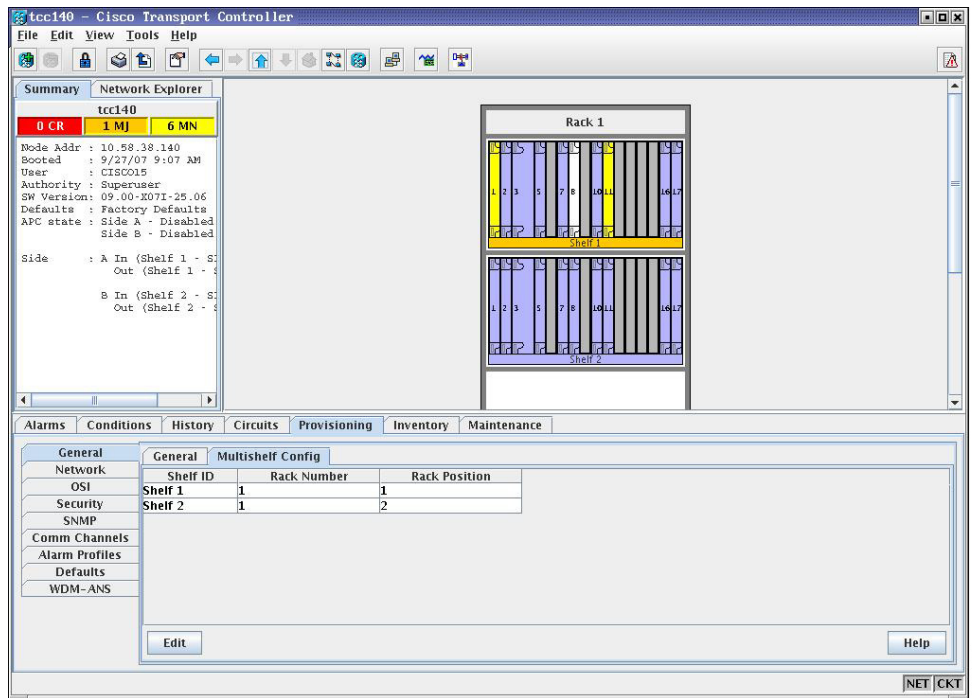 tcc140 - Cisco Transport Controller
File Edit View Tools Help
Summary Network Explorer
tcc140
0 CR 1 MJ 6 MN
Node Addr : 10.58.38.140
Booted : 9/27/07 9:07 AM
User : CISCO15
Authority : Superuser
SW Version: 09.00-X07I-25.06
Defaults : Factory Defaults
APC state : Side A - Disabled
Side B - Disabled
Side : A In (Shelf 1 -
Out (Shelf 1 -
B In (Shelf 2 -
Out (Shelf 2 -
Rack 1
1 2 3 5 7 8 10 11 16 17
Shelf 1
1 2 3 5 7 8 10 11 16 17
Shelf 2
Alarms Conditions History Circuits Provisioning Inventory Maintenance
General
Network
OSI
Security
SNMP
Comm Channels
Alarm Profiles
Defaults
WDM-ANS
General Multishelf Config
Shelf ID Rack Number Rack Position
Shelf 1 1 1
Shelf 2 1 2
Edit Help
NET CKT